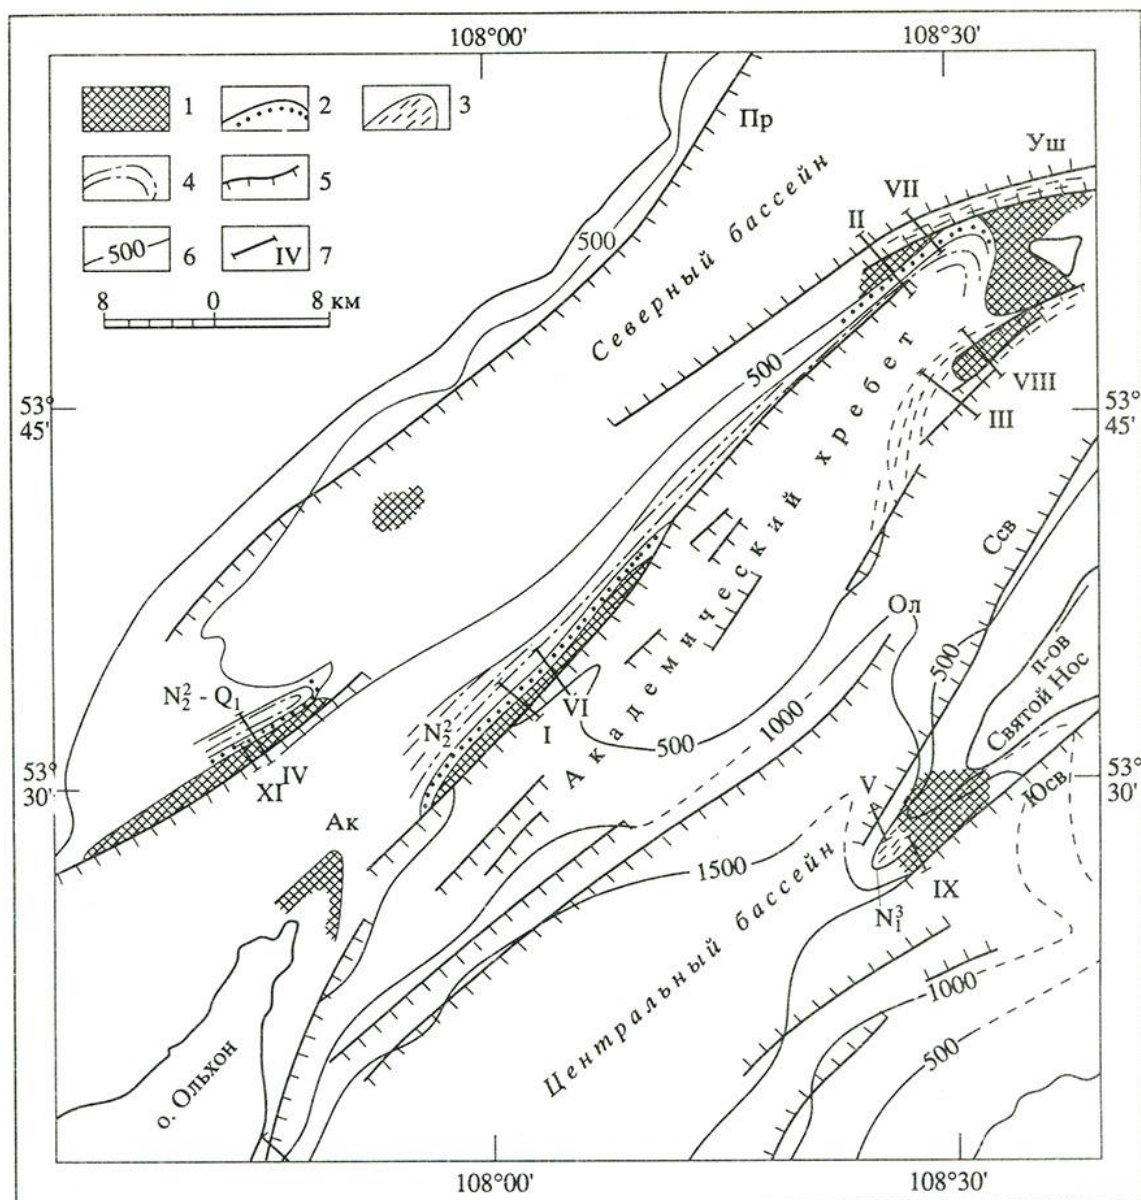 108°00'
108°30'
1
2
3
4
5
500
6
IV
7
8
0
8 км
Пр
Уш
VII
II
Северный бассейн
500
500
53°
45'
53°
45'
VIII
III
Академический хребет
Ссв
Ол
500
п-ов
Святой Нос
N₂² - Q₁
N₂²
VI
I
IV
XI
500
1000
53°
30'
53°
30'
Юсв
V
Ак
1500
IX
N₁³
Центральный бассейн
1000
500
о. Ольхон
108°00'
108°30'